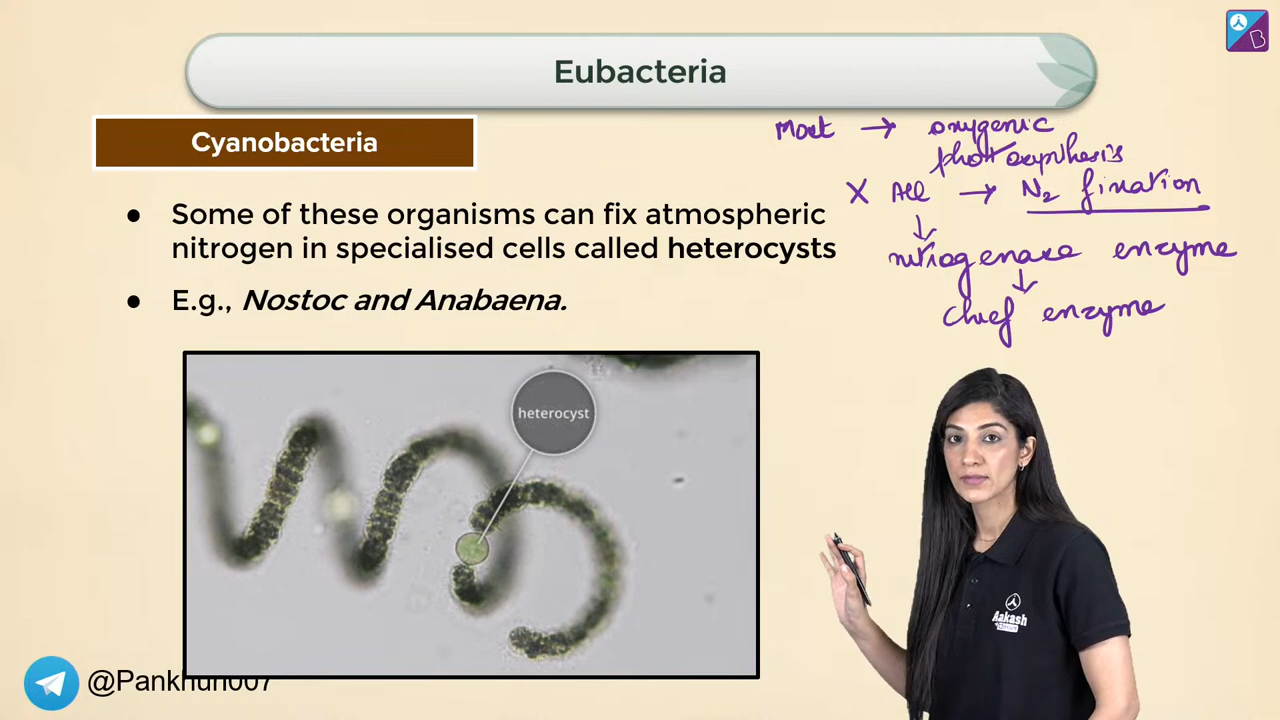 Eubacteria
Cyanobacteria
Most → oxygenic
photosynthesis
X All → N₂ fixation
↓
nitrogenase enzyme
↓
chief enzyme
● Some of these organisms can fix atmospheric
nitrogen in specialised cells called heterocysts
● E.g., Nostoc and Anabaena.
heterocyst
Aakash
B